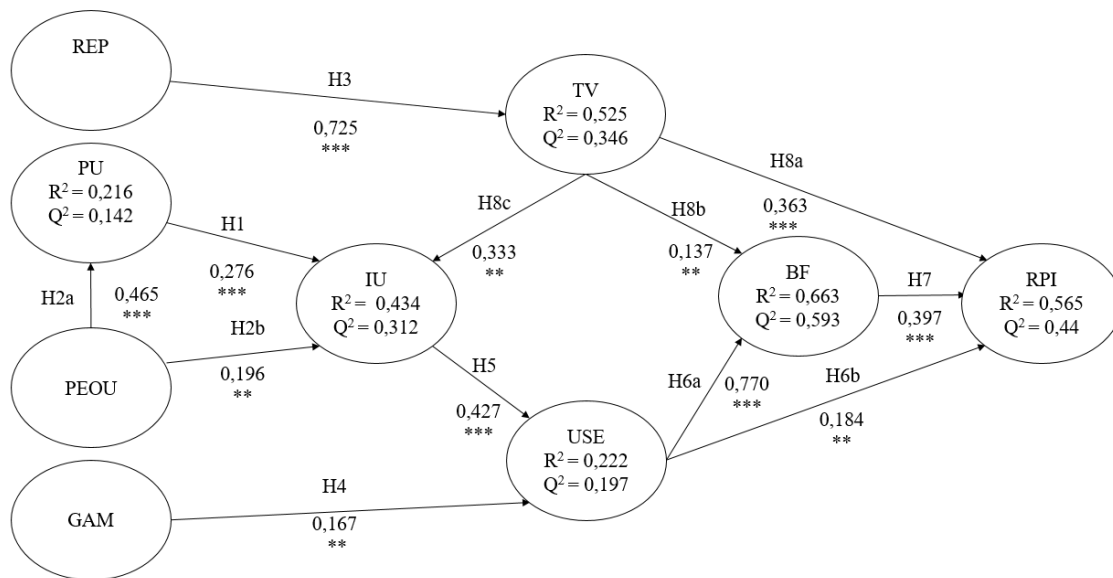 REP
H3
0,725
***
TV
R² = 0,525
Q² = 0,346
PU
R² = 0,216
Q² = 0,142
H1
0,276
***
H8c
0,333
**
H8b
0,137
**
H8a
0,363
***
H2a
0,465
***
IU
R² = 0,434
Q² = 0,312
BF
R² = 0,663
Q² = 0,593
H7
0,397
***
RPI
R² = 0,565
Q² = 0,44
PEOU
H2b
0,196
**
H5
0,427
***
H6a
0,770
***
H6b
0,184
**
USE
R² = 0,222
Q² = 0,197
GAM
H4
0,167
**